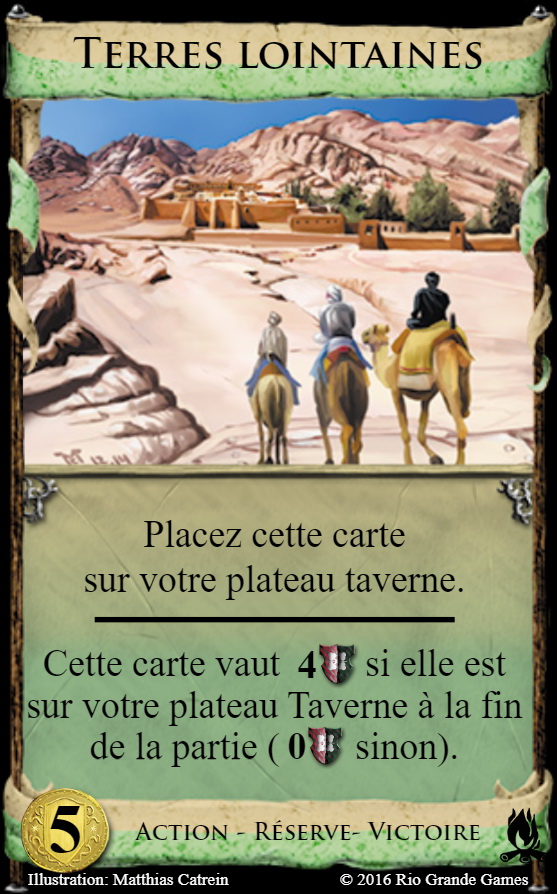 TERRES LOINTAINES
Placez cette carte
sur votre plateau taverne.
Cette carte vaut 4 si elle est
sur votre plateau Taverne à la fin
de la partie ( 0 sinon).
5
ACTION - RÉSERVE- VICTOIRE
Illustration: Matthias Catrein
© 2016 Rio Grande Games